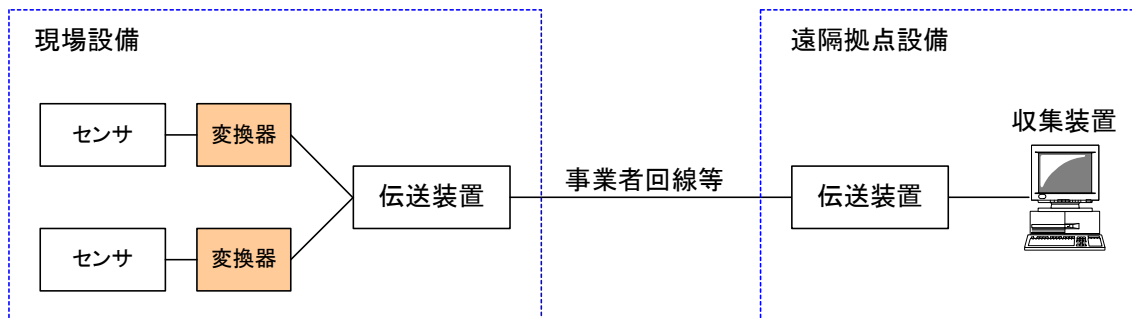 現場設備
遠隔拠点設備
センサ
変換器
収集装置
伝送装置
事業者回線等
伝送装置
センサ
変換器